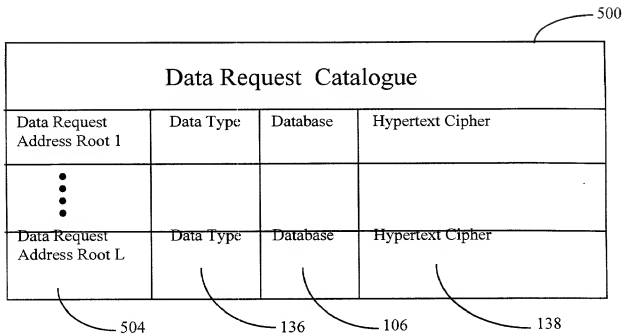 500
Data Request Catalogue
Data Request Address Root 1
Data Type
Database
Hypertext Cipher
Data Request Address Root L
Data Type
Database
Hypertext Cipher
504
136
106
138